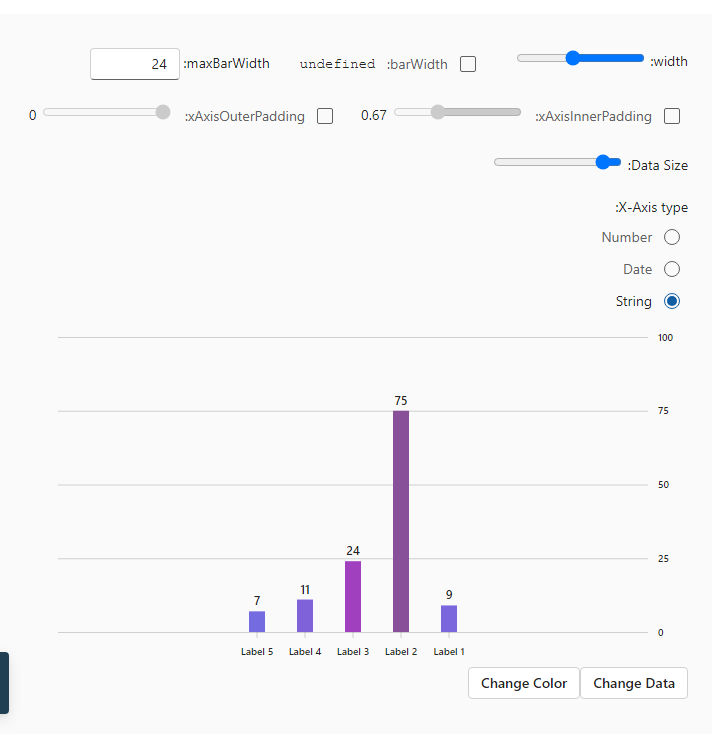 :width
undefined :barWidth
24 :maxBarWidth
:xAxisInnerPadding
0.67
:xAxisOuterPadding
0
:Data Size
:X-Axis type
Number
Date
String
100
75
75
50
25
24
11
9
7
0
Label 5 Label 4 Label 3 Label 2 Label 1
Change Color Change Data